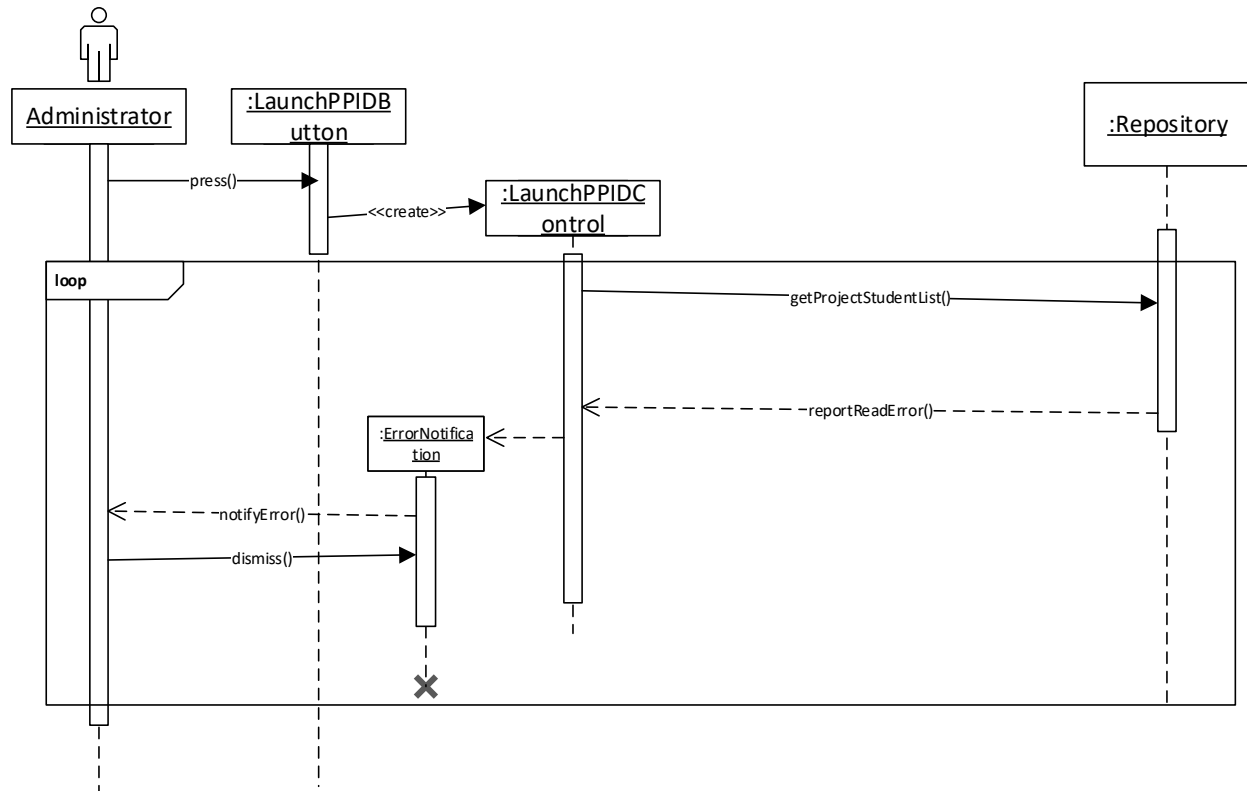 Administrator
:LaunchPPIDB
utton
:Repository
press()
:LaunchPPIDC
ontrol
<<create>>
loop
getProjectStudentList()
reportReadError()
:ErrorNotifica
tion
notifyError()
dismiss()